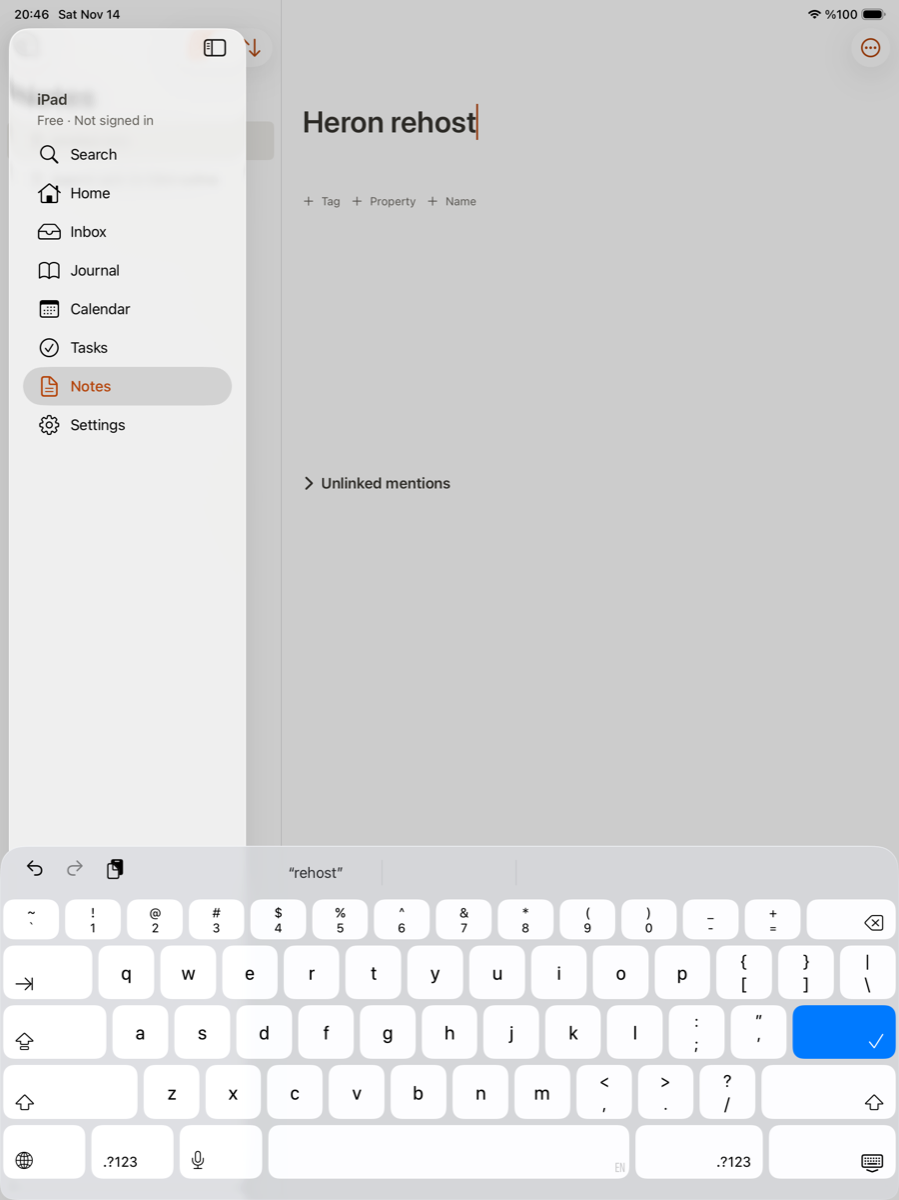 20:46 Sat Nov 14
%100
iPad
Free · Not signed in
Search
Home
Inbox
Journal
Calendar
Tasks
Notes
Settings
Heron rehost
+ Tag + Property + Name
Unlinked mentions
“rehost”
~ ! @ # $ % ^ & * ( ) _ +
` 1 2 3 4 5 6 7 8 9 0 - =
q w e r t y u i o p { } |
[ ] \
a s d f g h j k l : "
; '
z x c v b n m < > ?
, . /
.?123 EN .?123